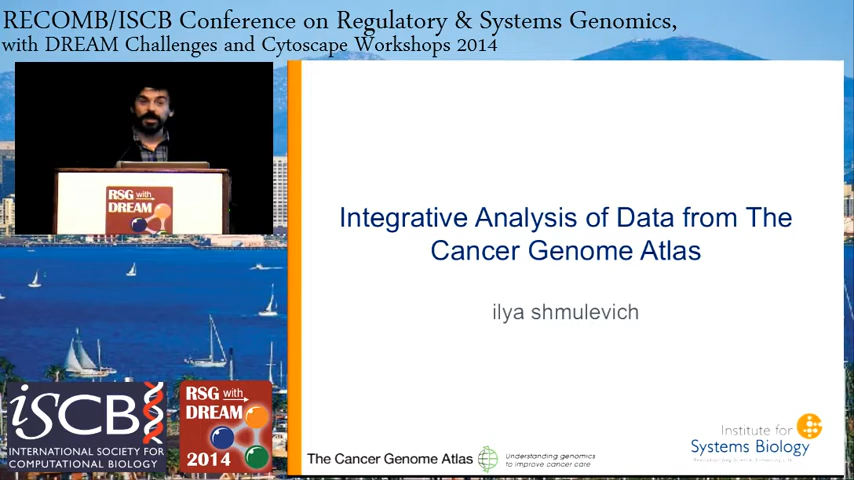 RECOMB/ISCB Conference on Regulatory & Systems Genomics,
with DREAM Challenges and Cytoscape Workshops 2014
RSG with
DREAM
Integrative Analysis of Data from The
Cancer Genome Atlas
ilya shmulevich
iSCB
INTERNATIONAL SOCIETY FOR
COMPUTATIONAL BIOLOGY
RSG with
DREAM
2014
The Cancer Genome Atlas
Understanding genomics
to improve cancer care
Institute for
Systems Biology